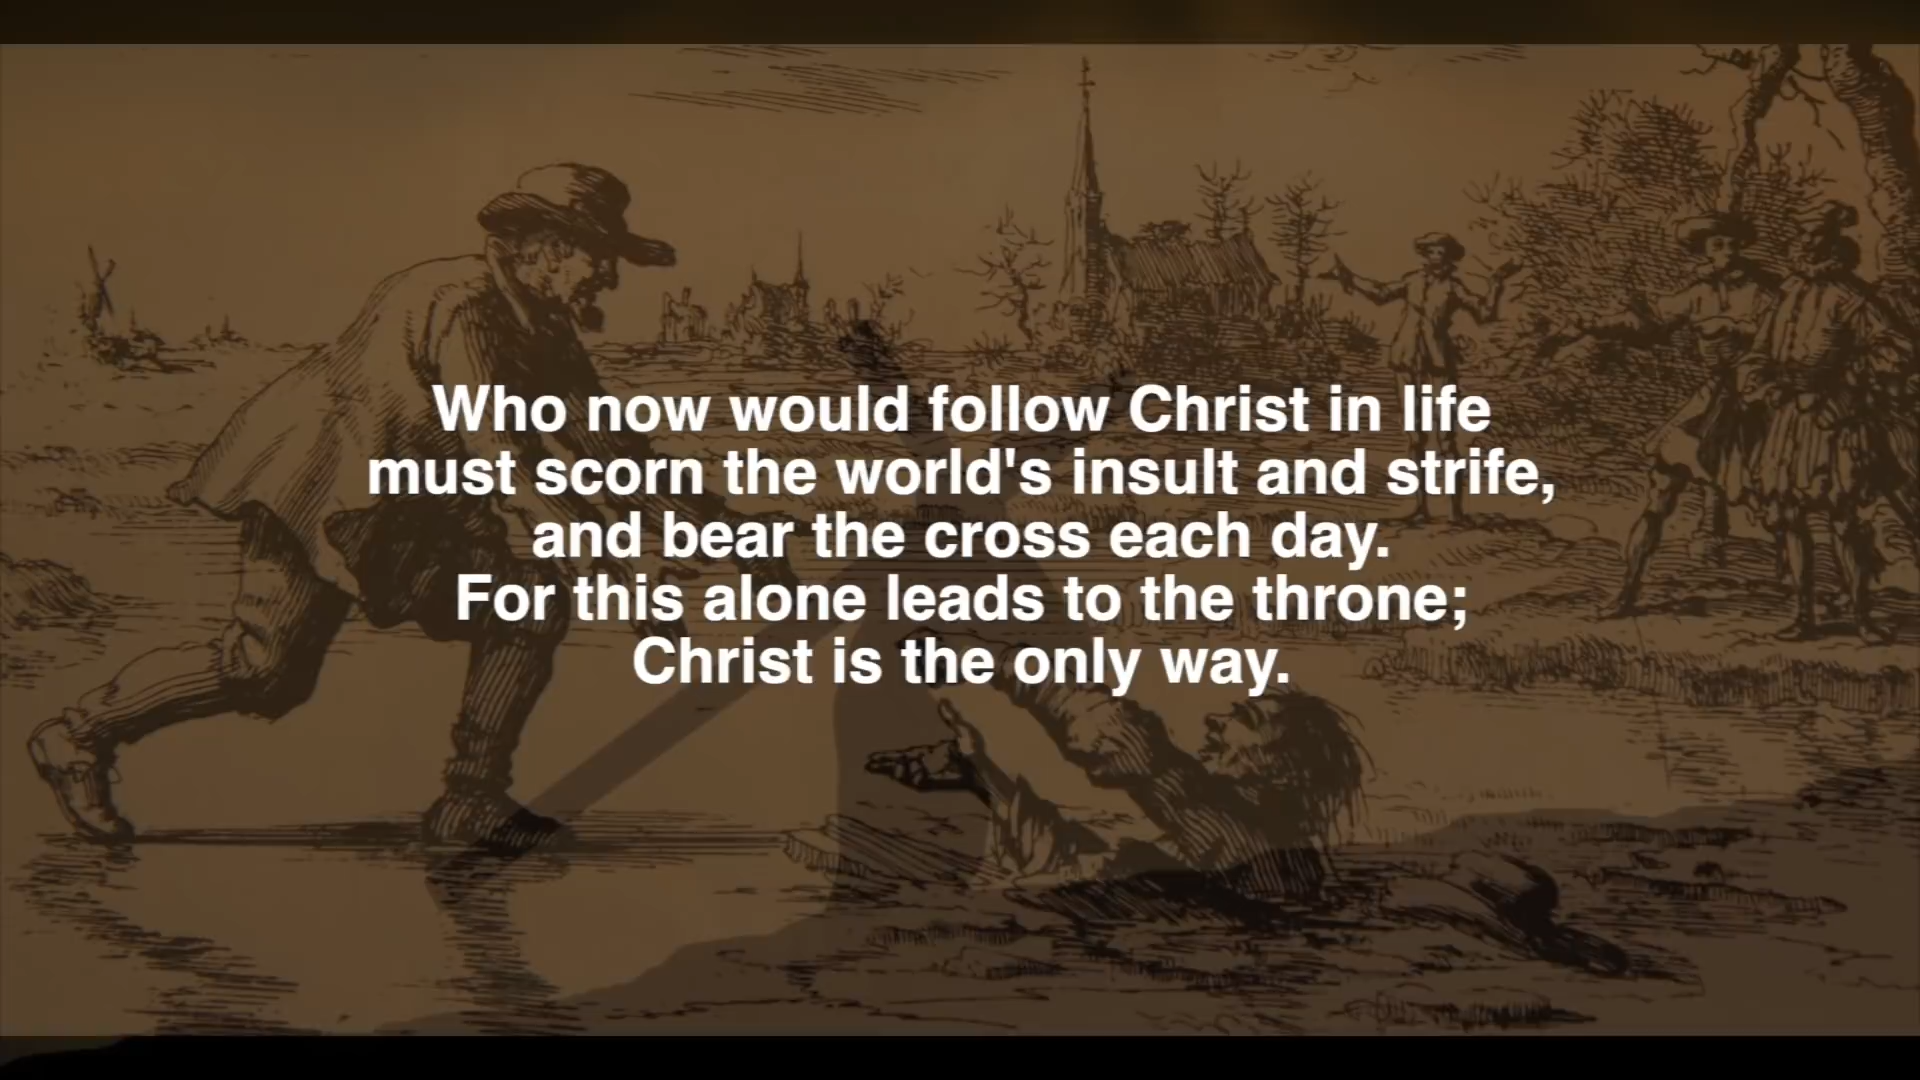 Who now would follow Christ in life
must scorn the world's insult and strife,
and bear the cross each day.
For this alone leads to the throne;
Christ is the only way.